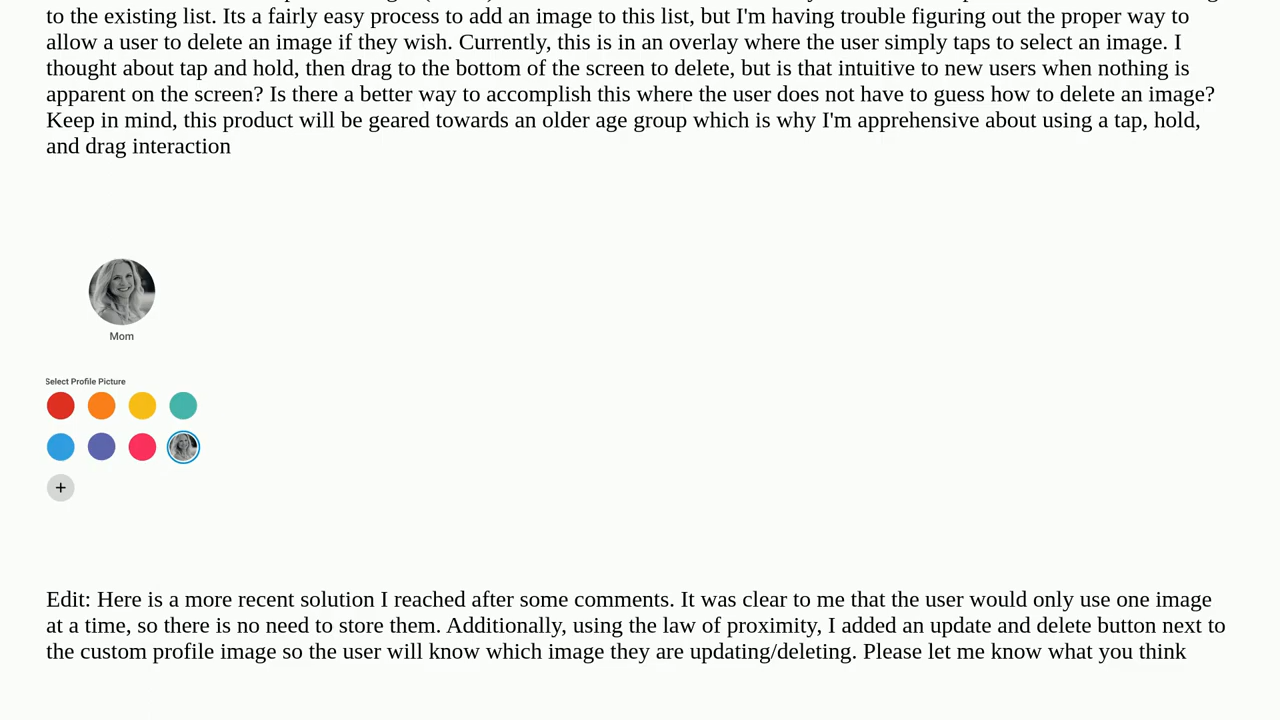 to the existing list. Its a fairly easy process to add an image to this list, but I'm having trouble figuring out the proper way to
allow a user to delete an image if they wish. Currently, this is in an overlay where the user simply taps to select an image. I
thought about tap and hold, then drag to the bottom of the screen to delete, but is that intuitive to new users when nothing is
apparent on the screen? Is there a better way to accomplish this where the user does not have to guess how to delete an image?
Keep in mind, this product will be geared towards an older age group which is why I'm apprehensive about using a tap, hold,
and drag interaction
Mom
Select Profile Picture
+
Edit: Here is a more recent solution I reached after some comments. It was clear to me that the user would only use one image
at a time, so there is no need to store them. Additionally, using the law of proximity, I added an update and delete button next to
the custom profile image so the user will know which image they are updating/deleting. Please let me know what you think